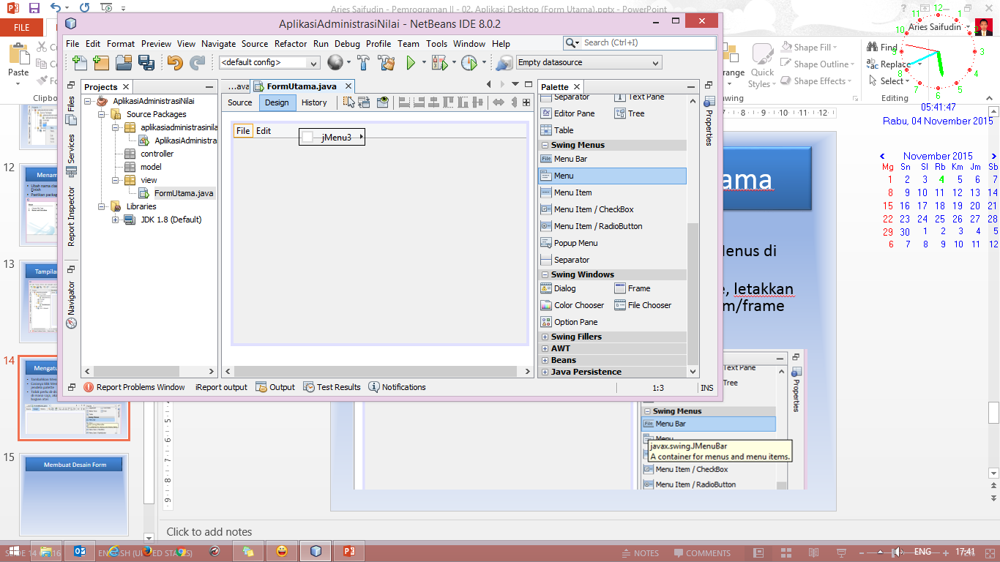 Aries Saifudin - Pemrograman II - 02. Aplikasi Desktop (Form Utama).pptx - PowerPoint
FILE
Aries Saifudin
Paste
Clipb
Quick
Styles
Shape Fill
Shape Outline
Shape Effects
Find
Replace
Select
Editing
AplikasiAdministrasiNilai - NetBeans IDE 8.0.2
File Edit Format Preview View Navigate Source Refactor Run Debug Profile Team Tools Window Help
Search (Ctrl+I)
<default config>
Empty datasource
Files
Services
Report Inspector
Navigator
Projects
AplikasiAdministrasiNilai
Source Packages
aplikasiadministrasinila
AplikasiAdministra
controller
model
view
FormUtama.java
Libraries
JDK 1.8 (Default)
...ava
FormUtama.java
Source Design History
File Edit
jMenu3
Palette
Separator Text Pane
Editor Pane Tree
Table
Swing Menus
Menu Bar
Menu
Menu Item
Menu Item / CheckBox
Menu Item / RadioButton
Popup Menu
Separator
Swing Windows
Dialog Frame
Color Chooser File Chooser
Option Pane
Swing Fillers
AWT
Beans
Java Persistence
Properties
Report Problems Window iReport output Output Test Results Notifications
1:3 INS
12 1 2 3 4 5 6 7 8 9 10 11
05:41:47
Rabu, 04 November 2015
November 2015
Mg Sn Sl Rb Km Jm Sb
1 2 3 4 5 6 7
8 9 10 11 12 13 14
15 16 17 18 19 20 21
22 23 24 25 26 27 28
29 30 1 2 3 4 5
6 7 8 9 10 11 12
ama
Menus di
, letakkan
m/frame
Text Pane
Tree
Properties
Swing Menus
Menu Bar
Menu
javax.swing.JMenuBar
A container for menus and menu items.
Menu Item / CheckBox
Menu Item / RadioButton
12
13
Tampila
14
Mengatu
15
Membuat Desain Form
Click to add notes
NOTES
COMMENTS
ENG
17:41